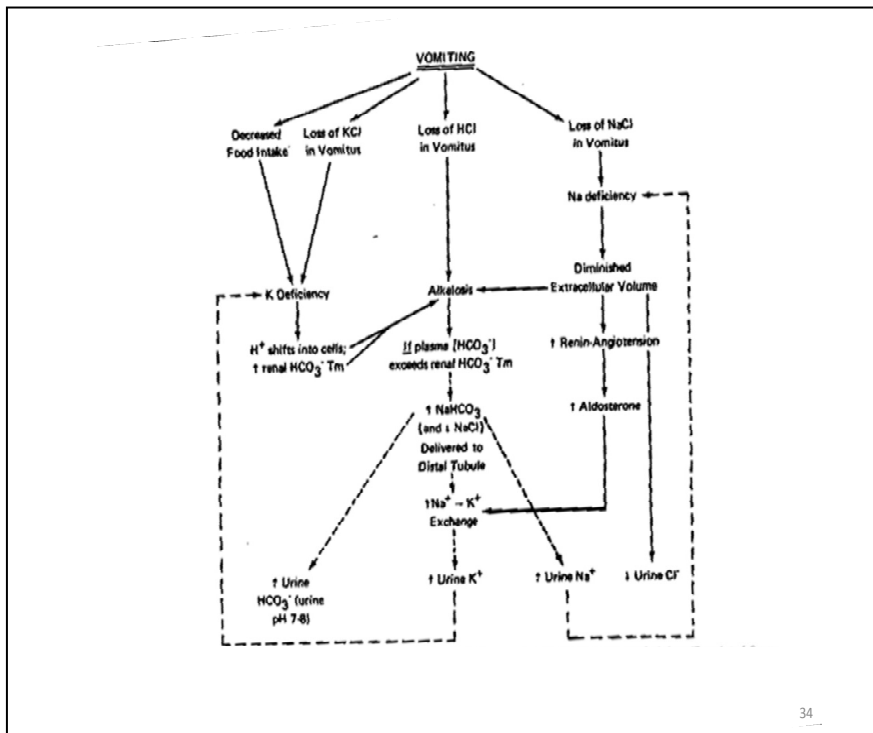 VOMITING
Decreased
Food Intake
Loss of KCl
in Vomitus
Loss of HCl
in Vomitus
Loss of NaCl
in Vomitus
Na deficiency
K Deficiency
Alkalosis
Diminished
Extracellular Volume
H⁺ shifts into cells;
↑ renal HCO₃⁻ Tm
If plasma [HCO₃⁻]
exceeds renal HCO₃⁻ Tm
↑ Renin-Angiotension
↑ Aldosterone
↑ NaHCO₃
(and ↓ NaCl)
Delivered to
Distal Tubule
↑Na⁺ – K⁺
Exchange
↑ Urine
HCO₃⁻ (urine
pH 7-8)
↑ Urine K⁺
↑ Urine Na⁺
↓ Urine Cl⁻
34